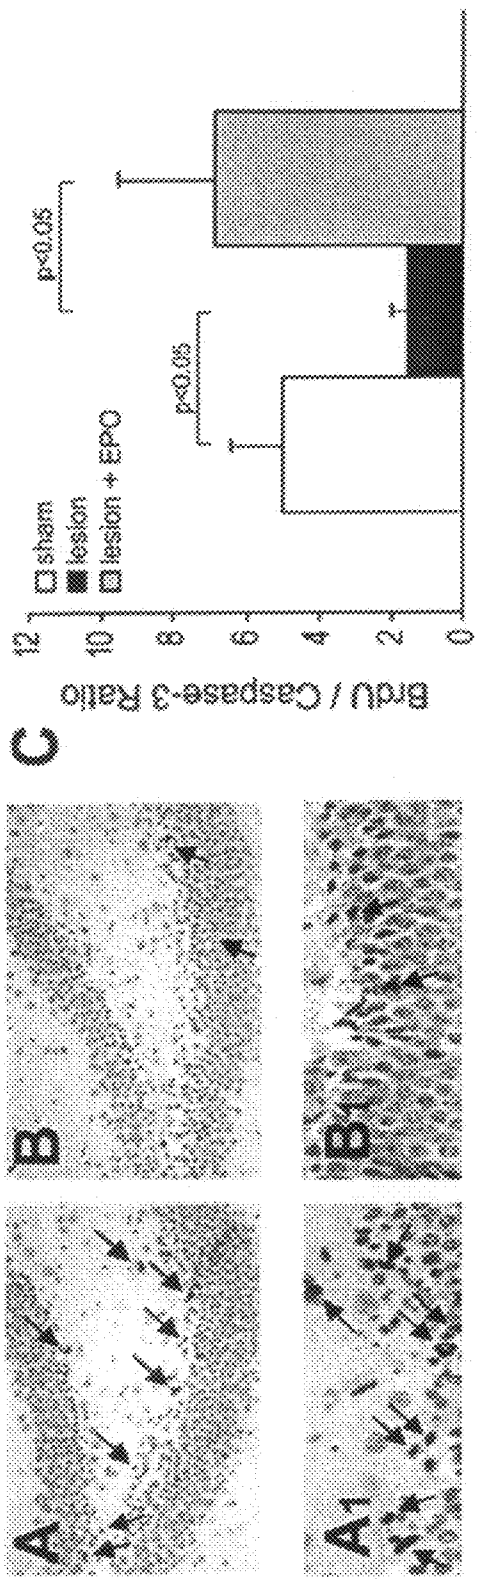 A
B
A1
B1
C
BrdU / Caspase-3 Ratio
12
10
8
6
4
2
0
sham
lesion
lesion + EPO
p<0.05
p<0.05